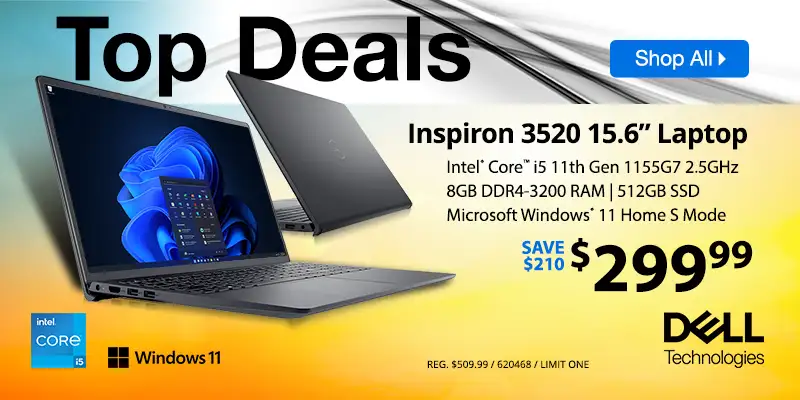 Top Deals
Shop All
Inspiron 3520 15.6” Laptop
Intel® Core™ i5 11th Gen 1155G7 2.5GHz
8GB DDR4-3200 RAM | 512GB SSD
Microsoft Windows® 11 Home S Mode
SAVE
$210
$299⁹⁹
intel.
CORE
i5
Windows 11
REG. $509.99 / 620468 / LIMIT ONE
DELL
Technologies